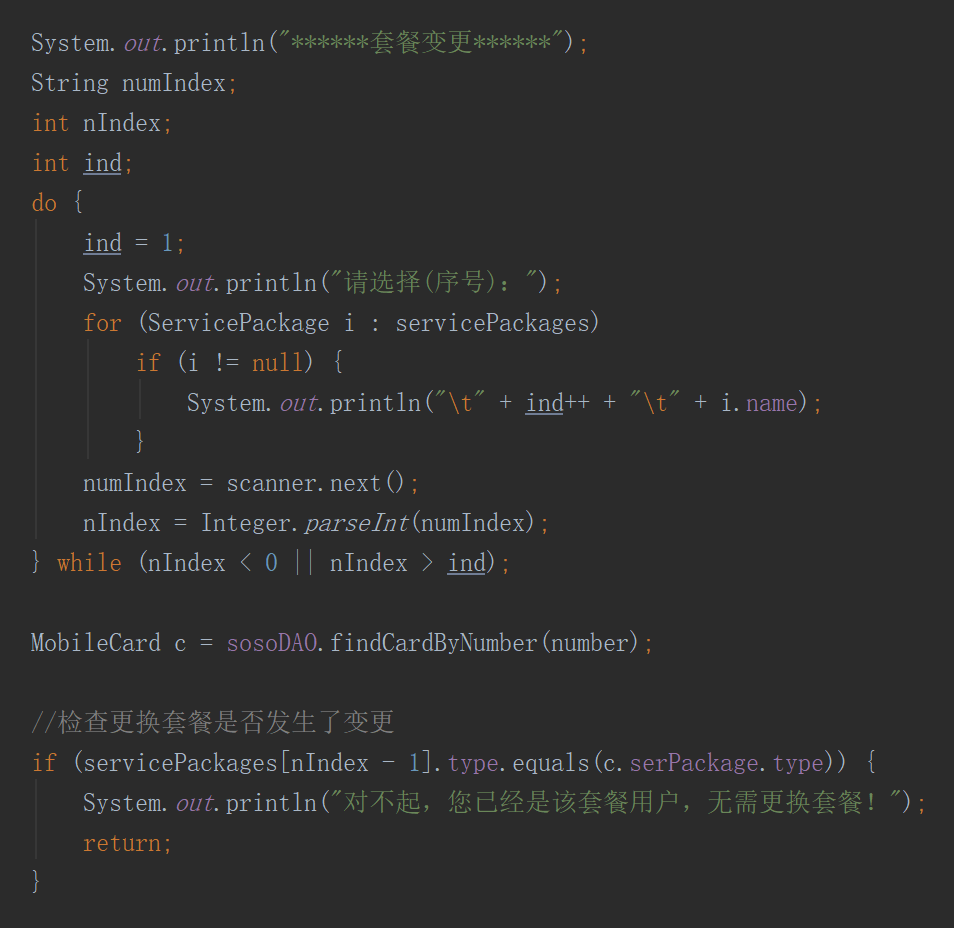 System.out.println("******套餐变更******");
String numIndex;
int nIndex;
int ind;
do {
    ind = 1;
    System.out.println("请选择(序号)：");
    for (ServicePackage i : servicePackages)
        if (i != null) {
            System.out.println("\t" + ind++ + "\t" + i.name);
        }
    numIndex = scanner.next();
    nIndex = Integer.parseInt(numIndex);
} while (nIndex < 0 || nIndex > ind);
MobileCard c = sosoDAO.findCardByNumber(number);
//检查更换套餐是否发生了变更
if (servicePackages[nIndex - 1].type.equals(c.serPackage.type)) {
    System.out.println("对不起，您已经是该套餐用户，无需更换套餐！");
    return;
}